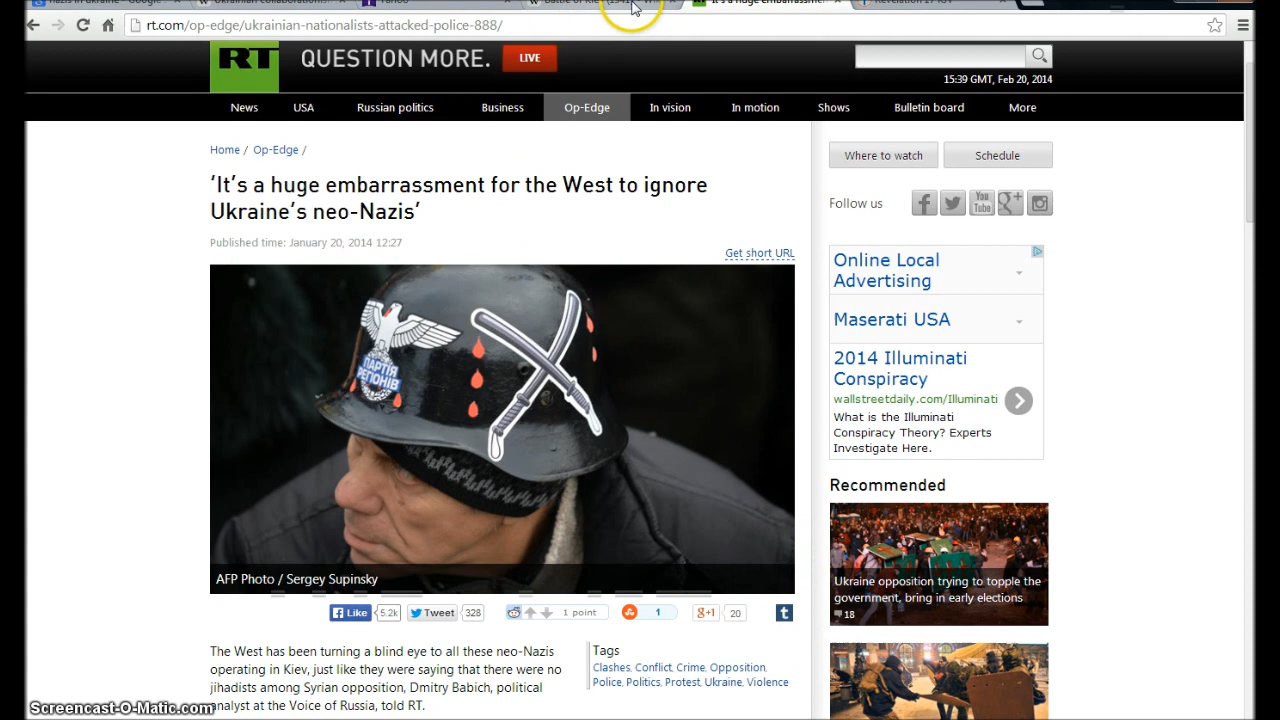 rt.com/op-edge/ukrainian-nationalists-attacked-police-888/
RT QUESTION MORE. LIVE
15:39 GMT, Feb 20, 2014
News USA Russian politics Business Op-Edge In vision In motion Shows Bulletin board More
Home / Op-Edge /
‘It’s a huge embarrassment for the West to ignore
Ukraine’s neo-Nazis’
Published time: January 20, 2014 12:27
Get short URL
ПАРТІЯ
РЕГІОНІВ
AFP Photo / Sergey Supinsky
Like 5.2k Tweet 328 1 point 1 g+1 20 t
The West has been turning a blind eye to all these neo-Nazis
operating in Kiev, just like they were saying that there were no
jihadists among Syrian opposition, Dmitry Babich, political
analyst at the Voice of Russia, told RT.
Tags
Clashes, Conflict, Crime, Opposition,
Police, Politics, Protest, Ukraine, Violence
Where to watch Schedule
Follow us You Tube
Online Local
Advertising
Maserati USA
2014 Illuminati
Conspiracy
wallstreetdaily.com/Illuminati
What is the Illuminati
Conspiracy Theory? Experts
Investigate Here.
Recommended
Ukraine opposition trying to topple the
government, bring in early elections
18
Screencast-O-Matic.com